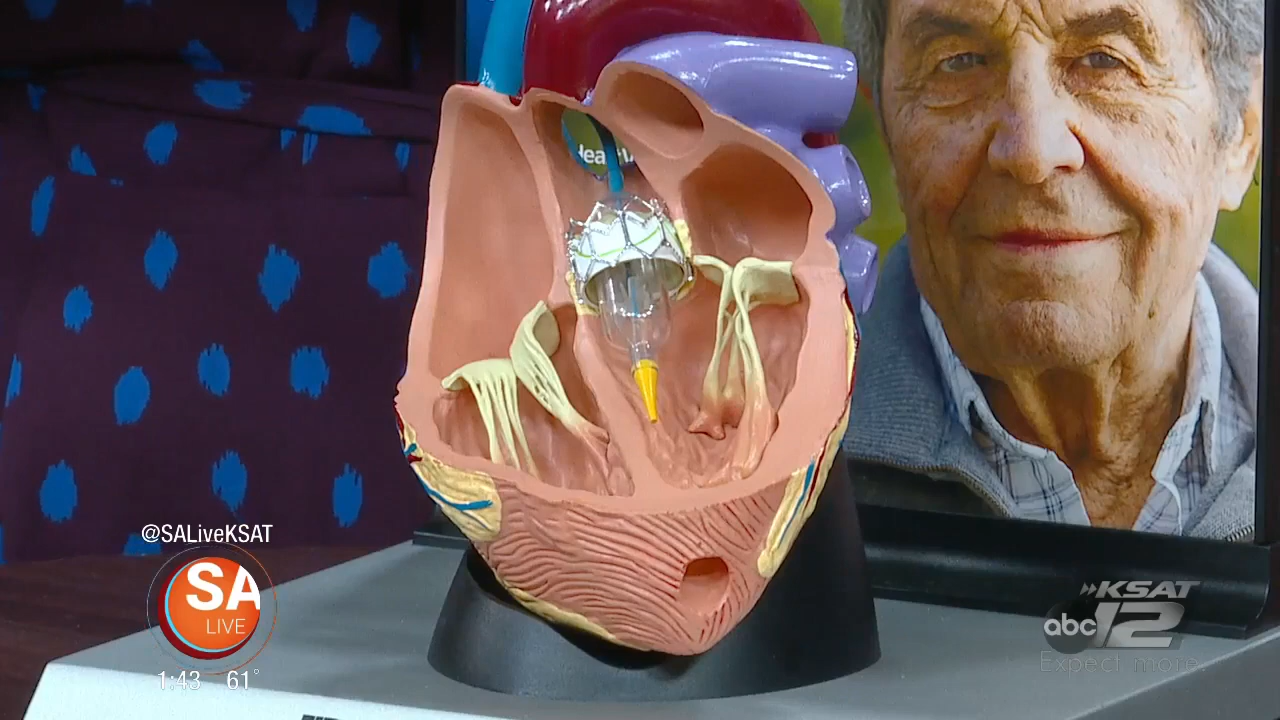 @SALiveKSAT
SA
LIVE
1:43 61°
KSAT
abc 12
Expect more